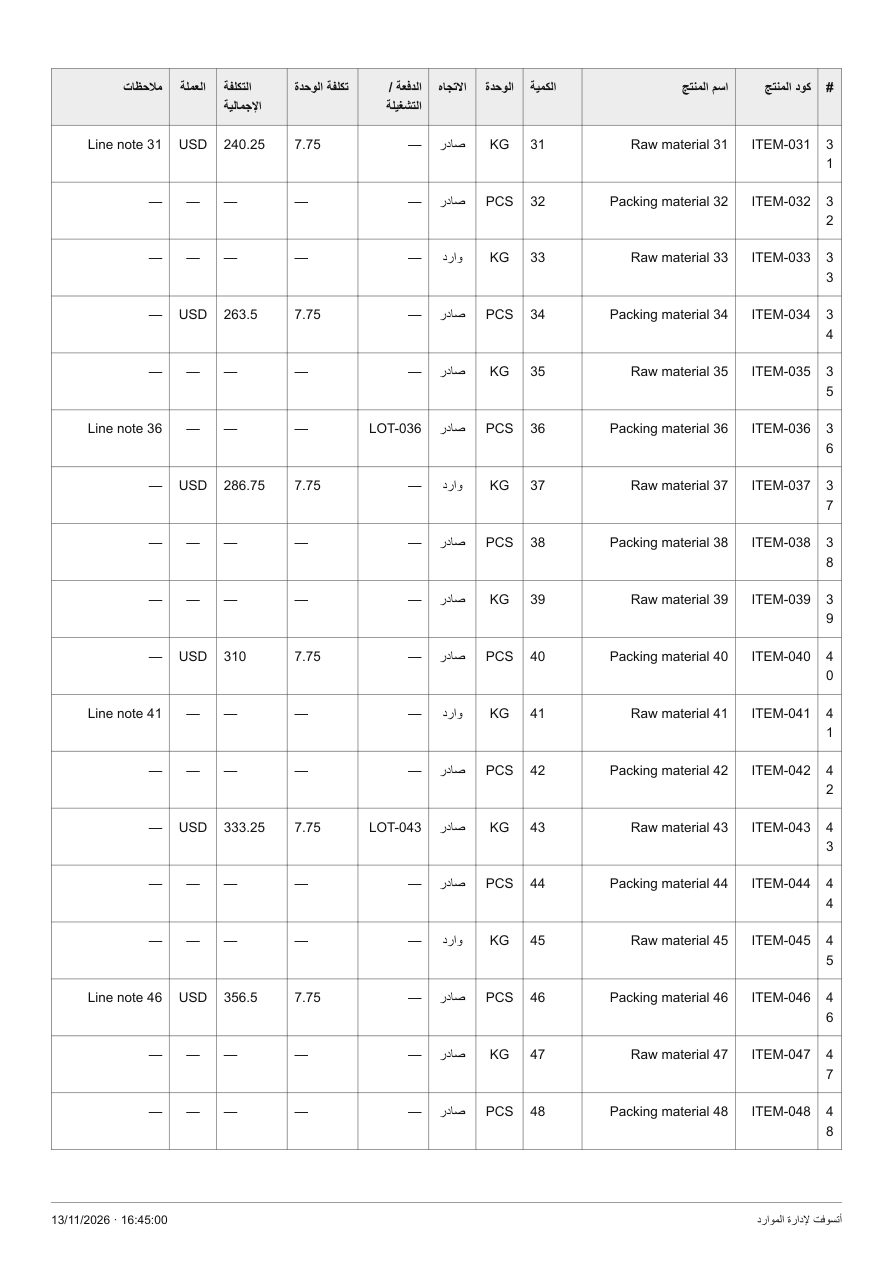 # كود المنتج اسم المنتج الكمية الوحدة الاتجاه الدفعة / التشغيلة تكلفة الوحدة التكلفة الإجمالية العملة ملاحظات
31 ITEM-031 Raw material 31 31 KG صادر — 7.75 240.25 USD Line note 31
32 ITEM-032 Packing material 32 32 PCS صادر — — — — —
33 ITEM-033 Raw material 33 33 KG وارد — — — — —
34 ITEM-034 Packing material 34 34 PCS صادر — 7.75 263.5 USD —
35 ITEM-035 Raw material 35 35 KG صادر — — — — —
36 ITEM-036 Packing material 36 36 PCS صادر LOT-036 — — — Line note 36
37 ITEM-037 Raw material 37 37 KG وارد — 7.75 286.75 USD —
38 ITEM-038 Packing material 38 38 PCS صادر — — — — —
39 ITEM-039 Raw material 39 39 KG صادر — — — — —
40 ITEM-040 Packing material 40 40 PCS صادر — 7.75 310 USD —
41 ITEM-041 Raw material 41 41 KG وارد — — — — Line note 41
42 ITEM-042 Packing material 42 42 PCS صادر — — — — —
43 ITEM-043 Raw material 43 43 KG صادر LOT-043 7.75 333.25 USD —
44 ITEM-044 Packing material 44 44 PCS صادر — — — — —
45 ITEM-045 Raw material 45 45 KG وارد — — — — —
46 ITEM-046 Packing material 46 46 PCS صادر — 7.75 356.5 USD Line note 46
47 ITEM-047 Raw material 47 47 KG صادر — — — — —
48 ITEM-048 Packing material 48 48 PCS صادر — — — — —
أتسوفت لإدارة الموارد 13/11/2026 · 16:45:00